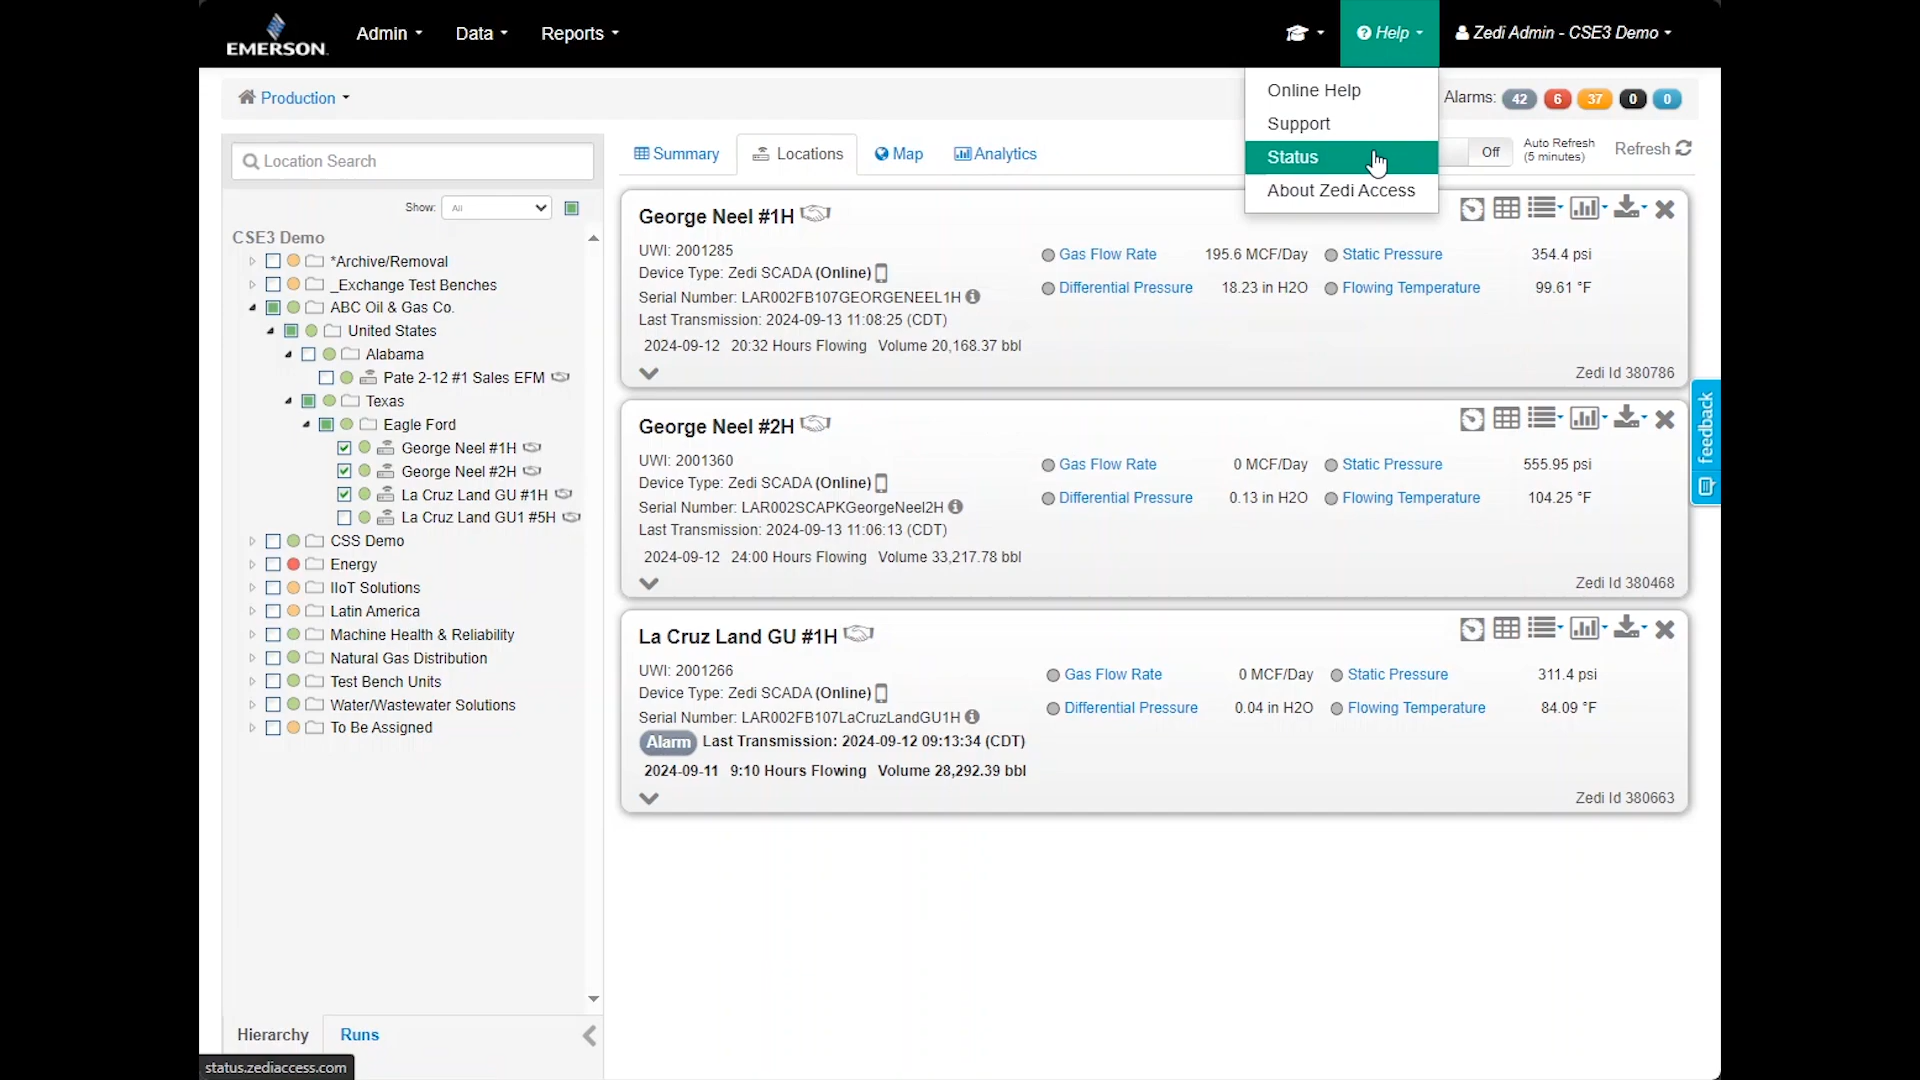 EMERSON
Admin
Data
Reports
Help
Zedi Admin - CSE3 Demo
Production
Online Help
Support
Status
About Zedi Access
Alarms: 42 6 37 0 0
Location Search
Summary
Locations
Map
Analytics
Off
Auto Refresh
(5 minutes)
Refresh
Show: All
CSE3 Demo
*Archive/Removal
_Exchange Test Benches
ABC Oil & Gas Co.
United States
Alabama
Pate 2-12 #1 Sales EFM
Texas
Eagle Ford
George Neel #1H
George Neel #2H
La Cruz Land GU #1H
La Cruz Land GU1 #5H
CSS Demo
Energy
IIoT Solutions
Latin America
Machine Health & Reliability
Natural Gas Distribution
Test Bench Units
Water/Wastewater Solutions
To Be Assigned
Hierarchy
Runs
status.zediaccess.com
George Neel #1H
UWI: 2001285
Device Type: Zedi SCADA (Online)
Serial Number: LAR002FB107GEORGENEEL1H
Last Transmission: 2024-09-13 11:08:25 (CDT)
2024-09-12 20:32 Hours Flowing Volume 20,168.37 bbl
Gas Flow Rate 195.6 MCF/Day Static Pressure 354.4 psi
Differential Pressure 18.23 in H2O Flowing Temperature 99.61 °F
Zedi Id 380786
George Neel #2H
UWI: 2001360
Device Type: Zedi SCADA (Online)
Serial Number: LAR002SCAPKGeorgeNeel2H
Last Transmission: 2024-09-13 11:06:13 (CDT)
2024-09-12 24:00 Hours Flowing Volume 33,217.78 bbl
Gas Flow Rate 0 MCF/Day Static Pressure 555.95 psi
Differential Pressure 0.13 in H2O Flowing Temperature 104.25 °F
Zedi Id 380468
La Cruz Land GU #1H
UWI: 2001266
Device Type: Zedi SCADA (Online)
Serial Number: LAR002FB107LaCruzLandGU1H
Alarm Last Transmission: 2024-09-12 09:13:34 (CDT)
2024-09-11 9:10 Hours Flowing Volume 28,292.39 bbl
Gas Flow Rate 0 MCF/Day Static Pressure 311.4 psi
Differential Pressure 0.04 in H2O Flowing Temperature 84.09 °F
Zedi Id 380663
feedback